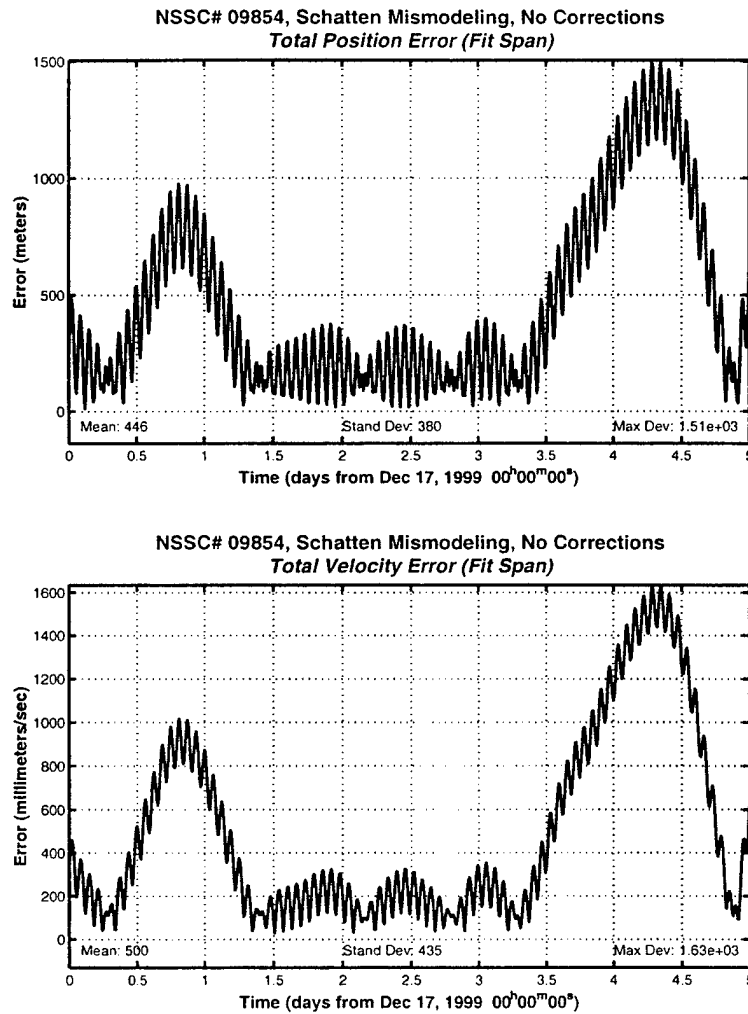 NSSC# 09854, Schatten Mismodeling, No Corrections
Total Position Error (Fit Span)
1500
1000
500
0
Error (meters)
Mean: 446 Stand Dev: 380 Max Dev: 1.51e+03
0 0.5 1 1.5 2 2.5 3 3.5 4 4.5 5
Time (days from Dec 17, 1999 00h00m00s)
NSSC# 09854, Schatten Mismodeling, No Corrections
Total Velocity Error (Fit Span)
1600
1400
1200
1000
800
600
400
200
0
Error (millimeters/sec)
Mean: 500 Stand Dev: 435 Max Dev: 1.63e+03
0 0.5 1 1.5 2 2.5 3 3.5 4 4.5 5
Time (days from Dec 17, 1999 00h00m00s)